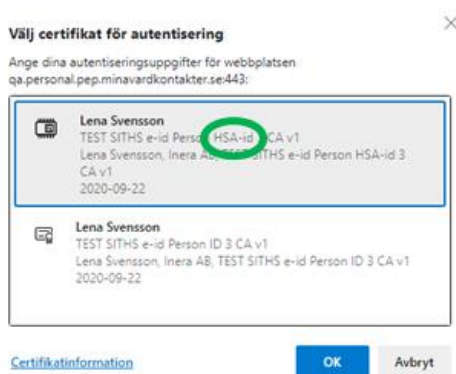 Välj certifikat för autentisering
Ange dina autentiseringsuppgifter för webbplatsen
qa.personal.pep.minavardkontakter.se:443:
Lena Svensson
TEST SITHS e-id Person HSA-id CA v1
Lena Svensson, Inera AB, TEST SITHS e-id Person HSA-id 3
CA v1
2020-09-22
Lena Svensson
TEST SITHS e-id Person ID 3 CA v1
Lena Svensson, Inera AB, TEST SITHS e-id Person ID 3 CA v1
2020-09-22
Certifikatinformation
OK
Avbryt